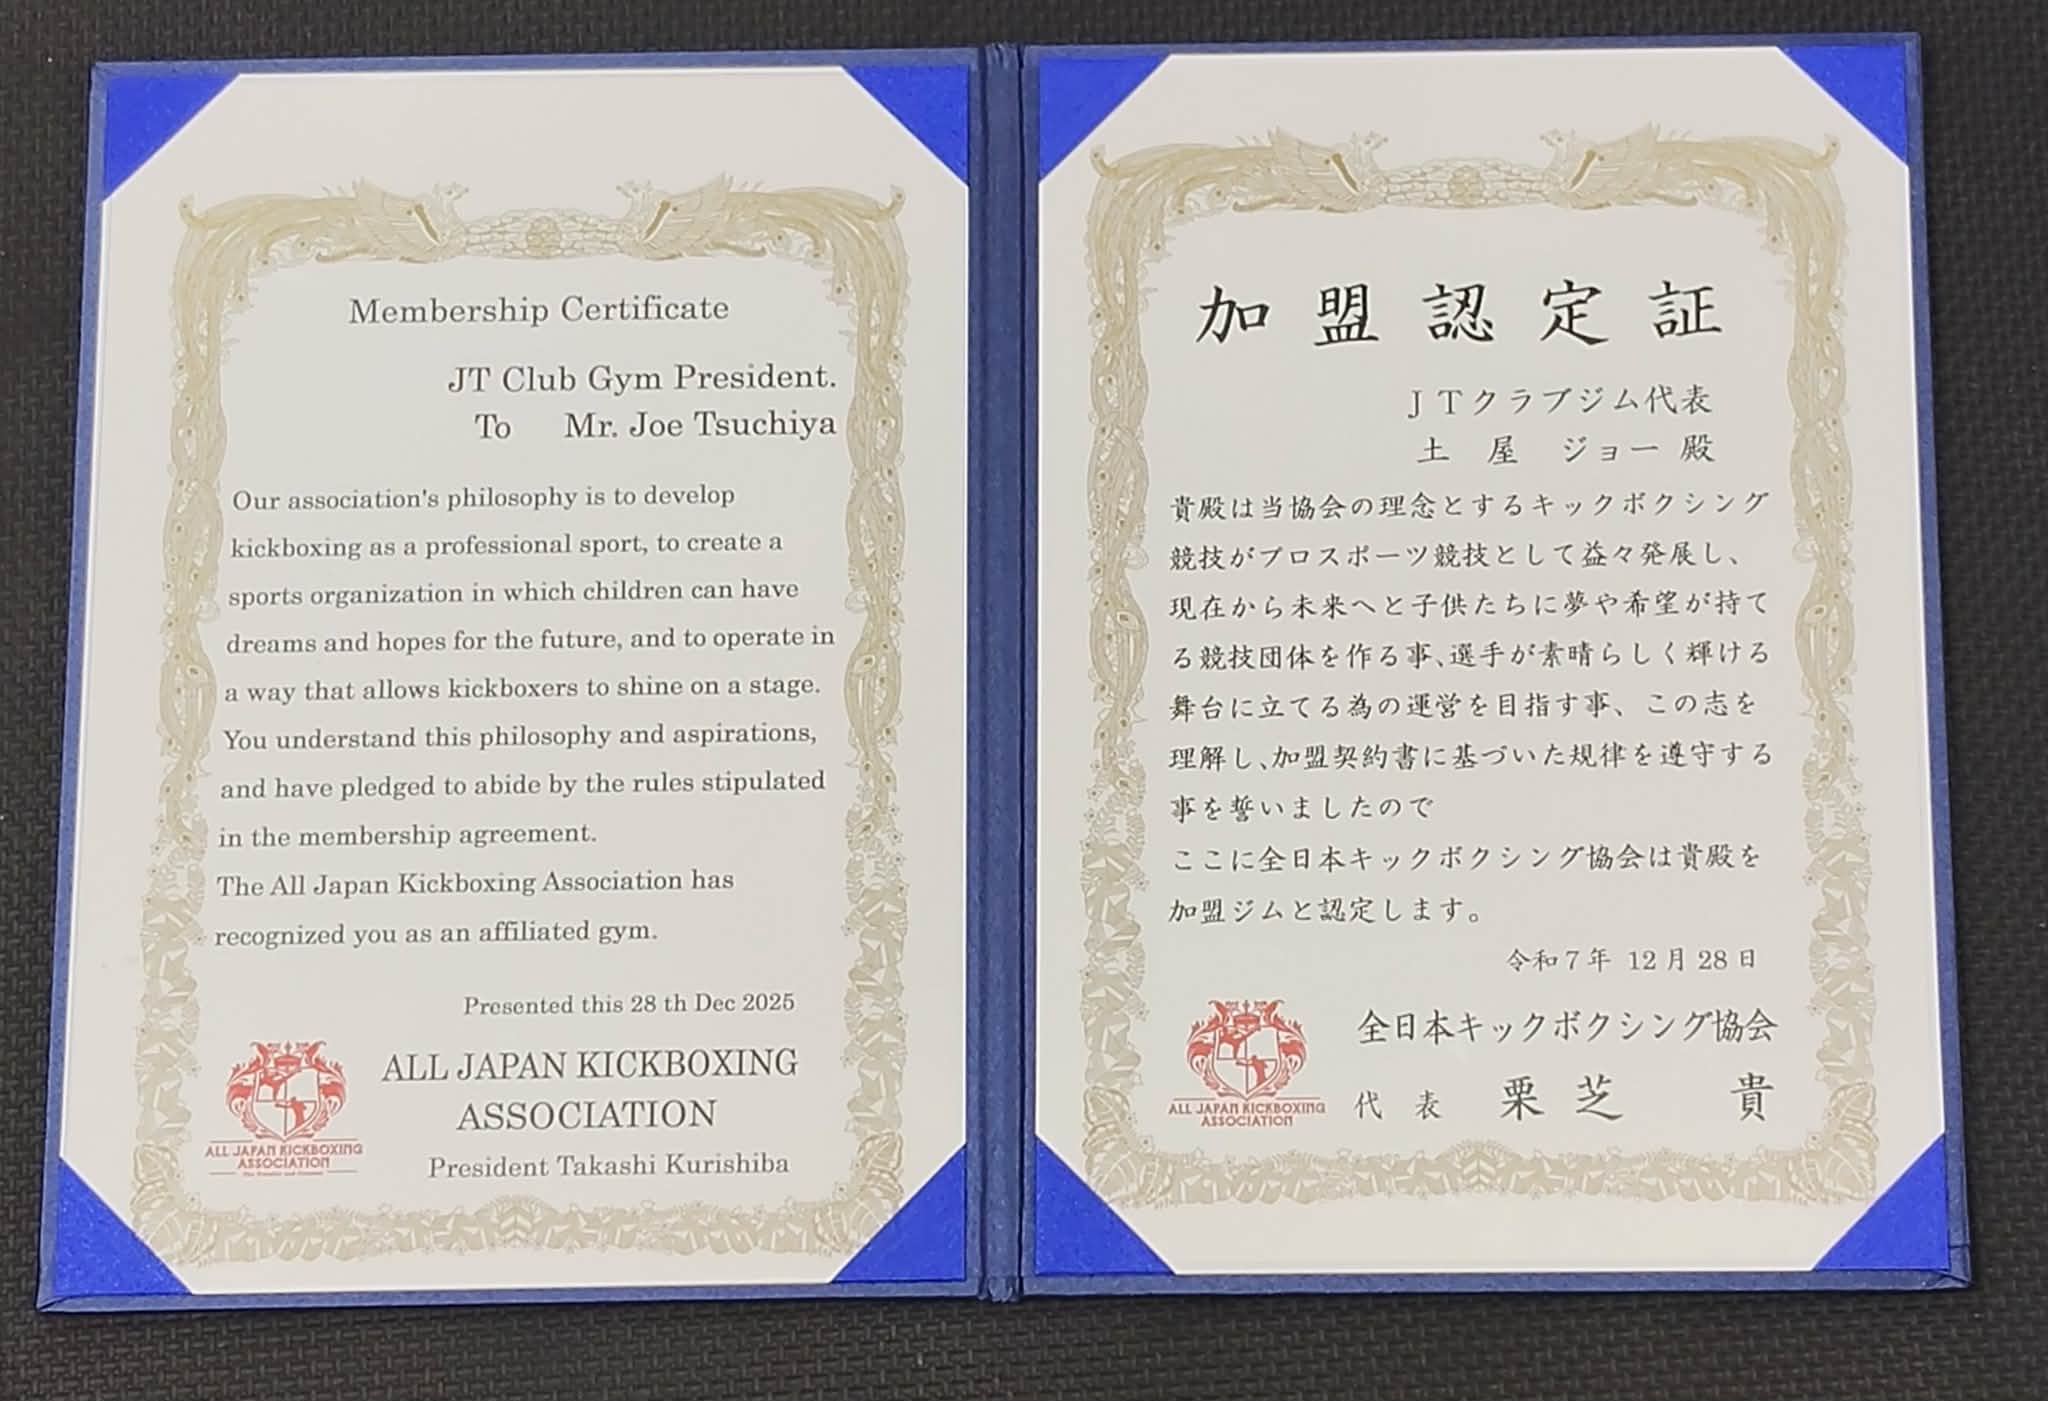 Membership Certificate
JT Club Gym President.
To Mr. Joe Tsuchiya
Our association's philosophy is to develop
kickboxing as a professional sport, to create a
sports organization in which children can have
dreams and hopes for the future, and to operate in
a way that allows kickboxers to shine on a stage.
You understand this philosophy and aspirations,
and have pledged to abide by the rules stipulated
in the membership agreement.
The All Japan Kickboxing Association has
recognized you as an affiliated gym.
Presented this 28 th Dec 2025
ALL JAPAN KICKBOXING
ASSOCIATION
President Takashi Kurishiba
ALL JAPAN KICKBOXING
ASSOCIATION
加盟認定証
JTクラブジム代表
土屋 ジョー 殿
貴殿は当協会の理念とするキックボクシング
競技がプロスポーツ競技として益々発展し、
現在から未来へと子供たちに夢や希望が持て
る競技団体を作る事、選手が素晴らしく輝ける
舞台に立てる為の運営を目指す事、この志を
理解し、加盟契約書に基づいた規律を遵守する
事を誓いましたので
ここに全日本キックボクシング協会は貴殿を
加盟ジムと認定します。
令和7年 12月28日
全日本キックボクシング協会
代表 栗芝 貴
ALL JAPAN KICKBOXING
ASSOCIATION